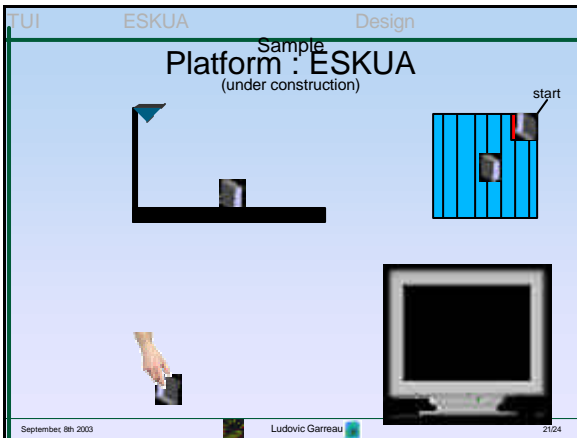 TUI ESKUA Design
Sample
Platform : ESKUA
(under construction)
start
September, 8th 2003 Ludovic Garreau 21/24